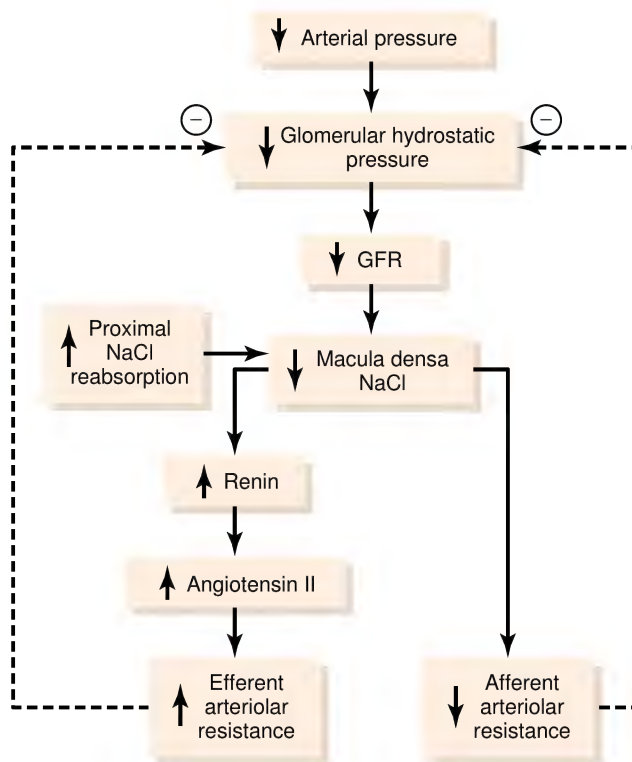 Arterial pressure
−
−
Glomerular hydrostatic
pressure
GFR
Proximal
NaCl
reabsorption
Macula densa
NaCl
Renin
Angiotensin II
Efferent
arteriolar
resistance
Afferent
arteriolar
resistance